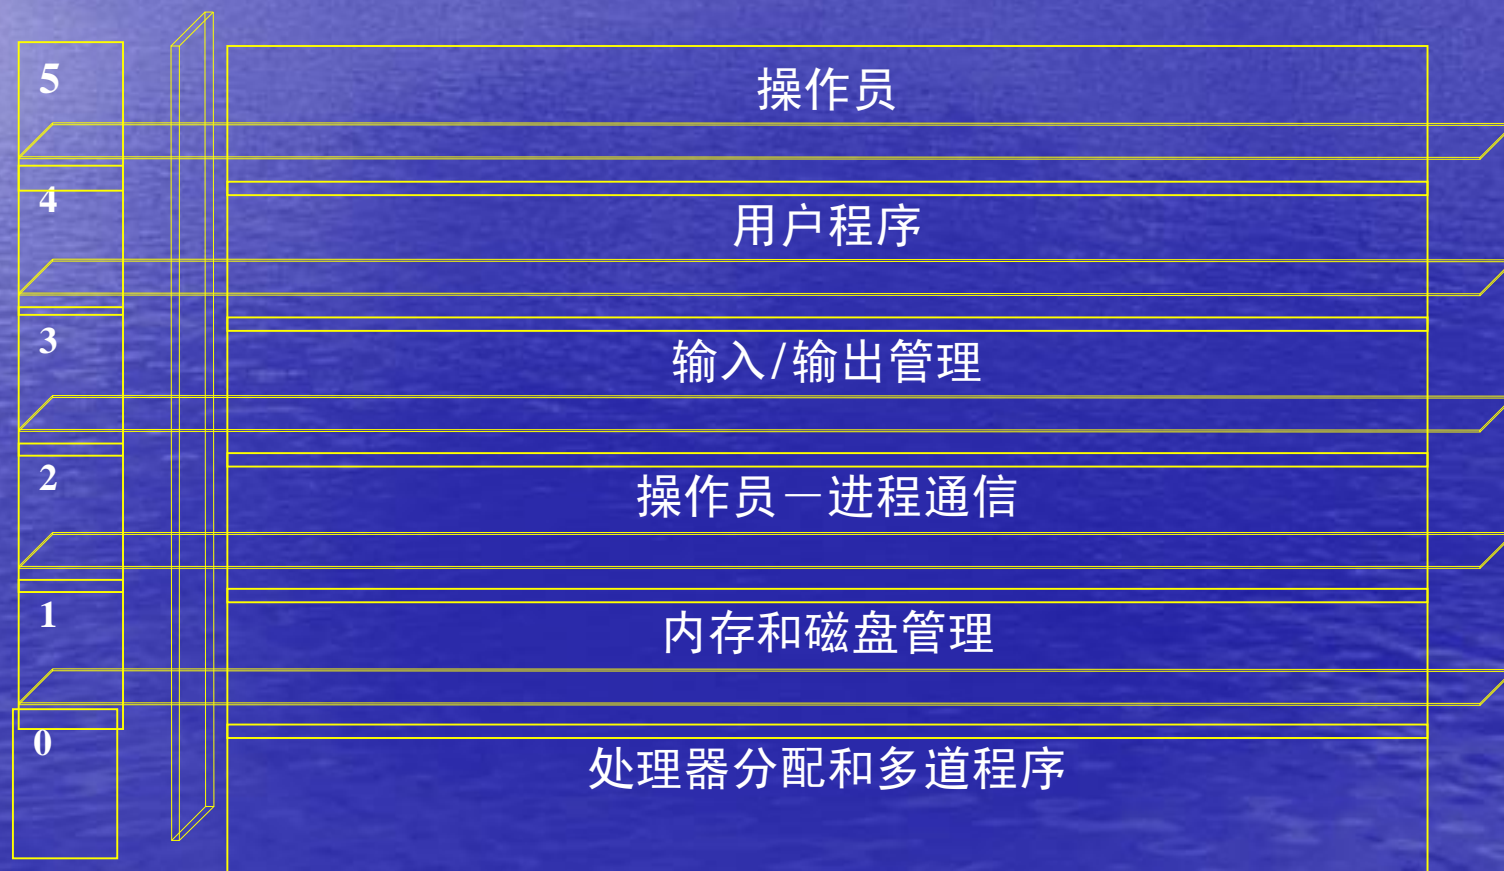 5 操作员
4 用户程序
3 输入/输出管理
2 操作员－进程通信
1 内存和磁盘管理
0 处理器分配和多道程序